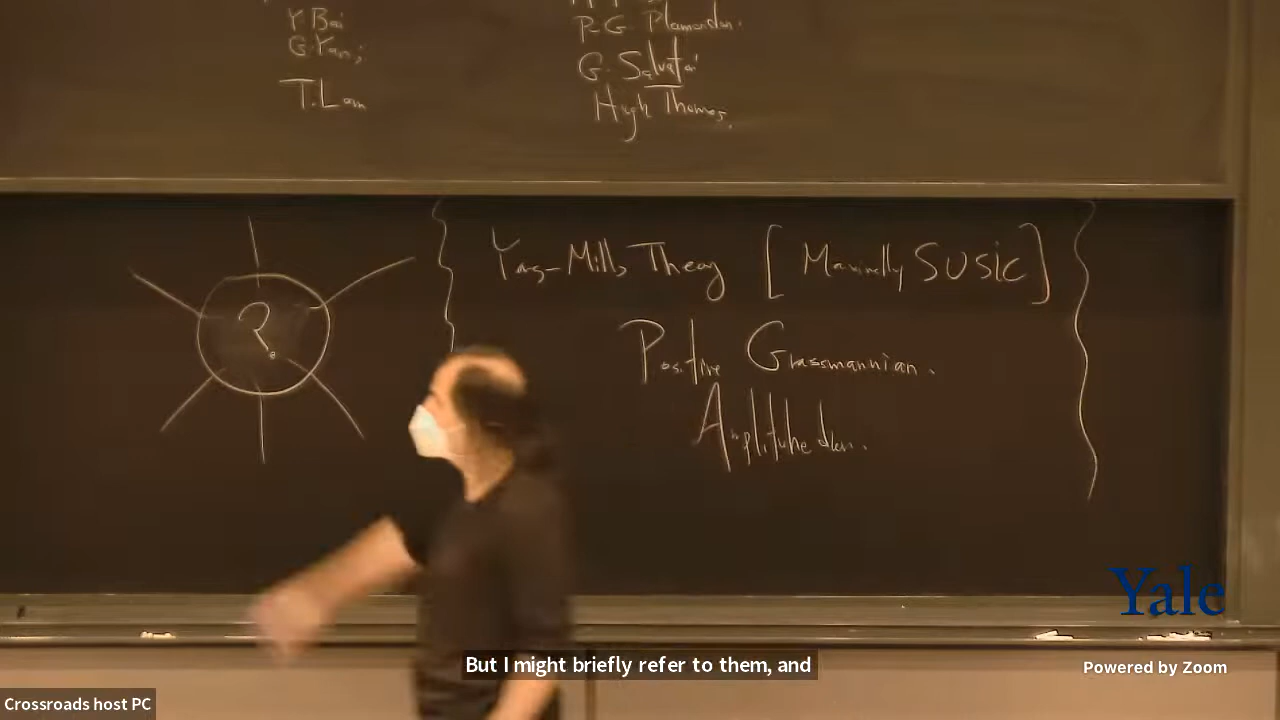 Y. Bai
P-G. Plamondon.
G. Yan;
G. Salvatori
T. Lam
Hugh Thomas.
?
Yang-Mills Theory [Maximally SUSic]
Positive Grassmannian.
Amplituhedron.
Yale
But I might briefly refer to them, and
Powered by Zoom
Crossroads host PC